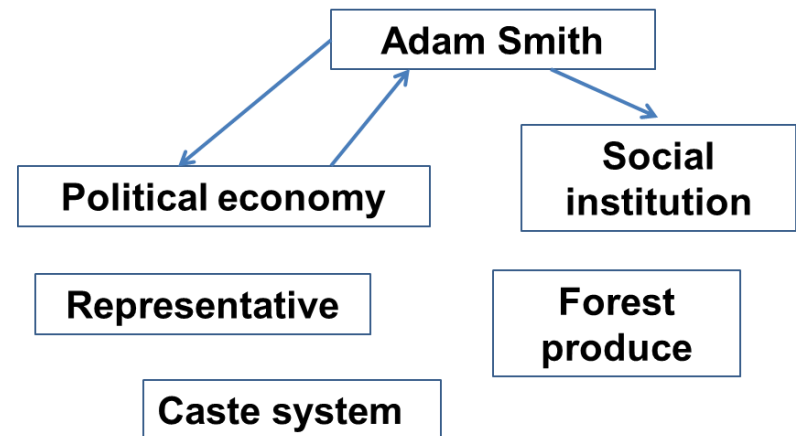 Adam Smith
Political economy
Social
institution
Representative
Forest
produce
Caste system